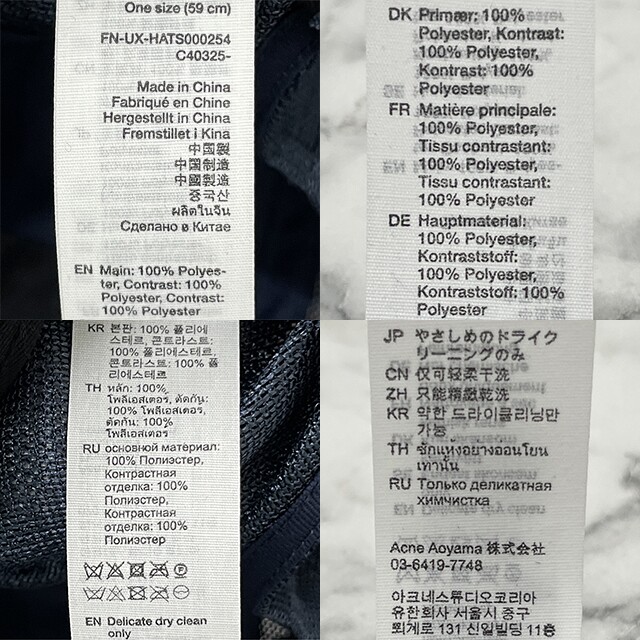 One size (59 cm)
FN-UX-HATS000254
C40325-
Made in China
Fabriqué en Chine
Hergestellt in China
Fremstillet i Kina
中国製
中国制造
中國製造
중국산
ผลิตในจีน
Сделано в Китае
EN Main: 100% Polyes-
ter, Contrast: 100%
Polyester, Contrast:
100% Polyester
DK Primær: 100%
Polyester, Kontrast:
100% Polyester,
Kontrast: 100%
Polyester
FR Matière principale:
100% Polyester,
Tissu contrastant:
100% Polyester,
Tissu contrastant:
100% Polyester
DE Hauptmaterial:
100% Polyester,
Kontraststoff:
100% Polyester,
Kontraststoff: 100%
Polyester
KR 본판: 100% 폴리에
스테르, 콘트라스트:
100% 폴리에스테르,
콘트라스트: 100% 폴
리에스테르
TH หลัก: 100%
โพลีเอสเตอร์, ตัดกัน:
100% โพลีเอสเตอร์,
ตัดกัน: 100%
โพลีเอสเตอร์
RU основной материал:
100% Полиэстер,
Контрастная
отделка: 100%
Полиэстер,
Контрастная
отделка: 100%
Полиэстер
EN Delicate dry clean
only
JP やさしめのドライク
リーニングのみ
CN 仅可轻柔干洗
ZH 只能精緻乾洗
KR 약한 드라이클리닝만
가능
TH ซักแห้งอย่างอ่อนโยน
เท่านั้น
RU Только деликатная
химчистка
Acne Aoyama 株式会社
03-6419-7748
아크네스튜디오코리아
유한회사 서울시 중구
퇴계로 131 신일빌딩 11층